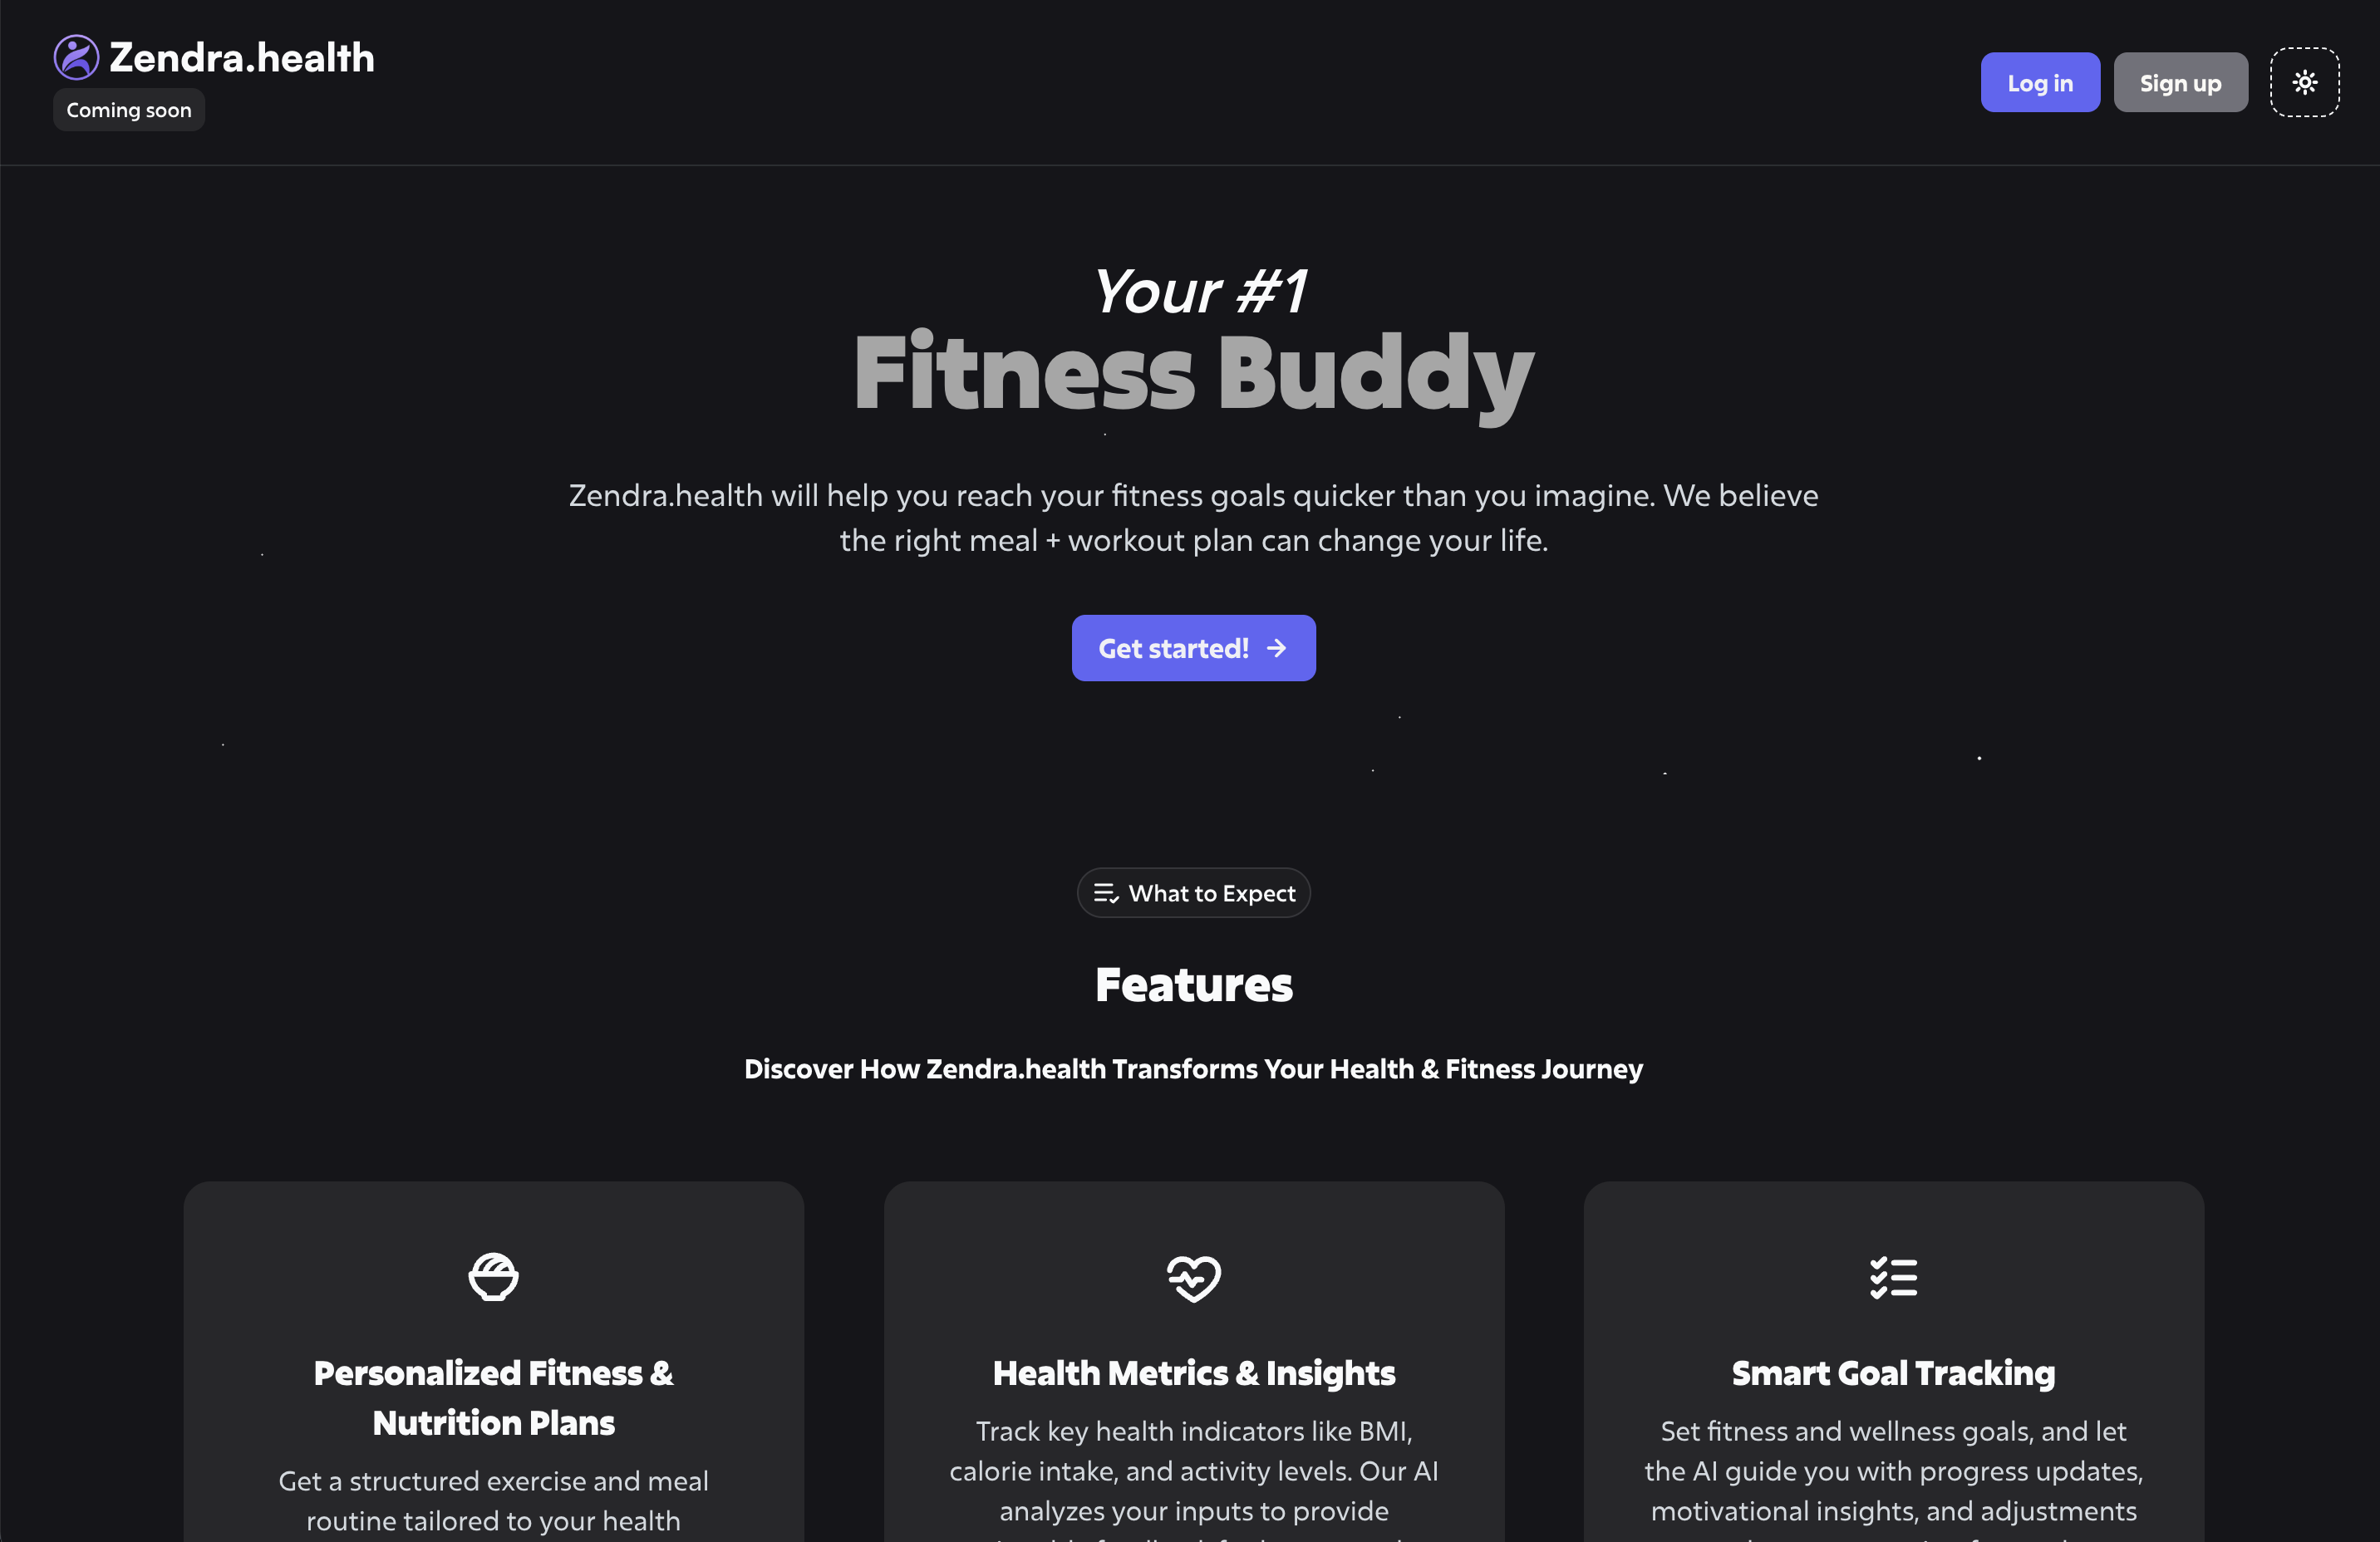 Zendra.health
Coming soon
Log in
Sign up
Your #1
Fitness Buddy
Zendra.health will help you reach your fitness goals quicker than you imagine. We believe
the right meal + workout plan can change your life.
Get started!
What to Expect
Features
Discover How Zendra.health Transforms Your Health & Fitness Journey
Personalized Fitness &
Nutrition Plans
Get a structured exercise and meal
routine tailored to your health
Health Metrics & Insights
Track key health indicators like BMI,
calorie intake, and activity levels. Our AI
analyzes your inputs to provide
Smart Goal Tracking
Set fitness and wellness goals, and let
the AI guide you with progress updates,
motivational insights, and adjustments